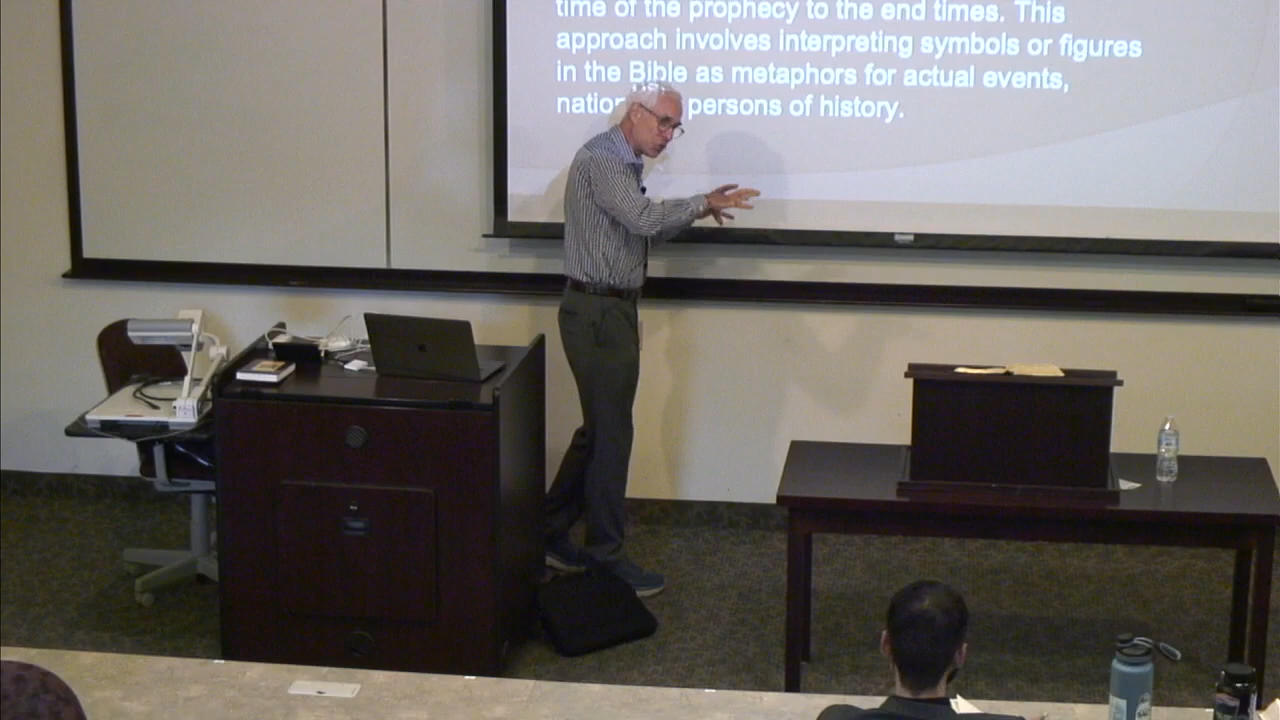 time of the prophecy to the end times. This
approach involves interpreting symbols or figures
in the Bible as metaphors for actual events,
persons of history.